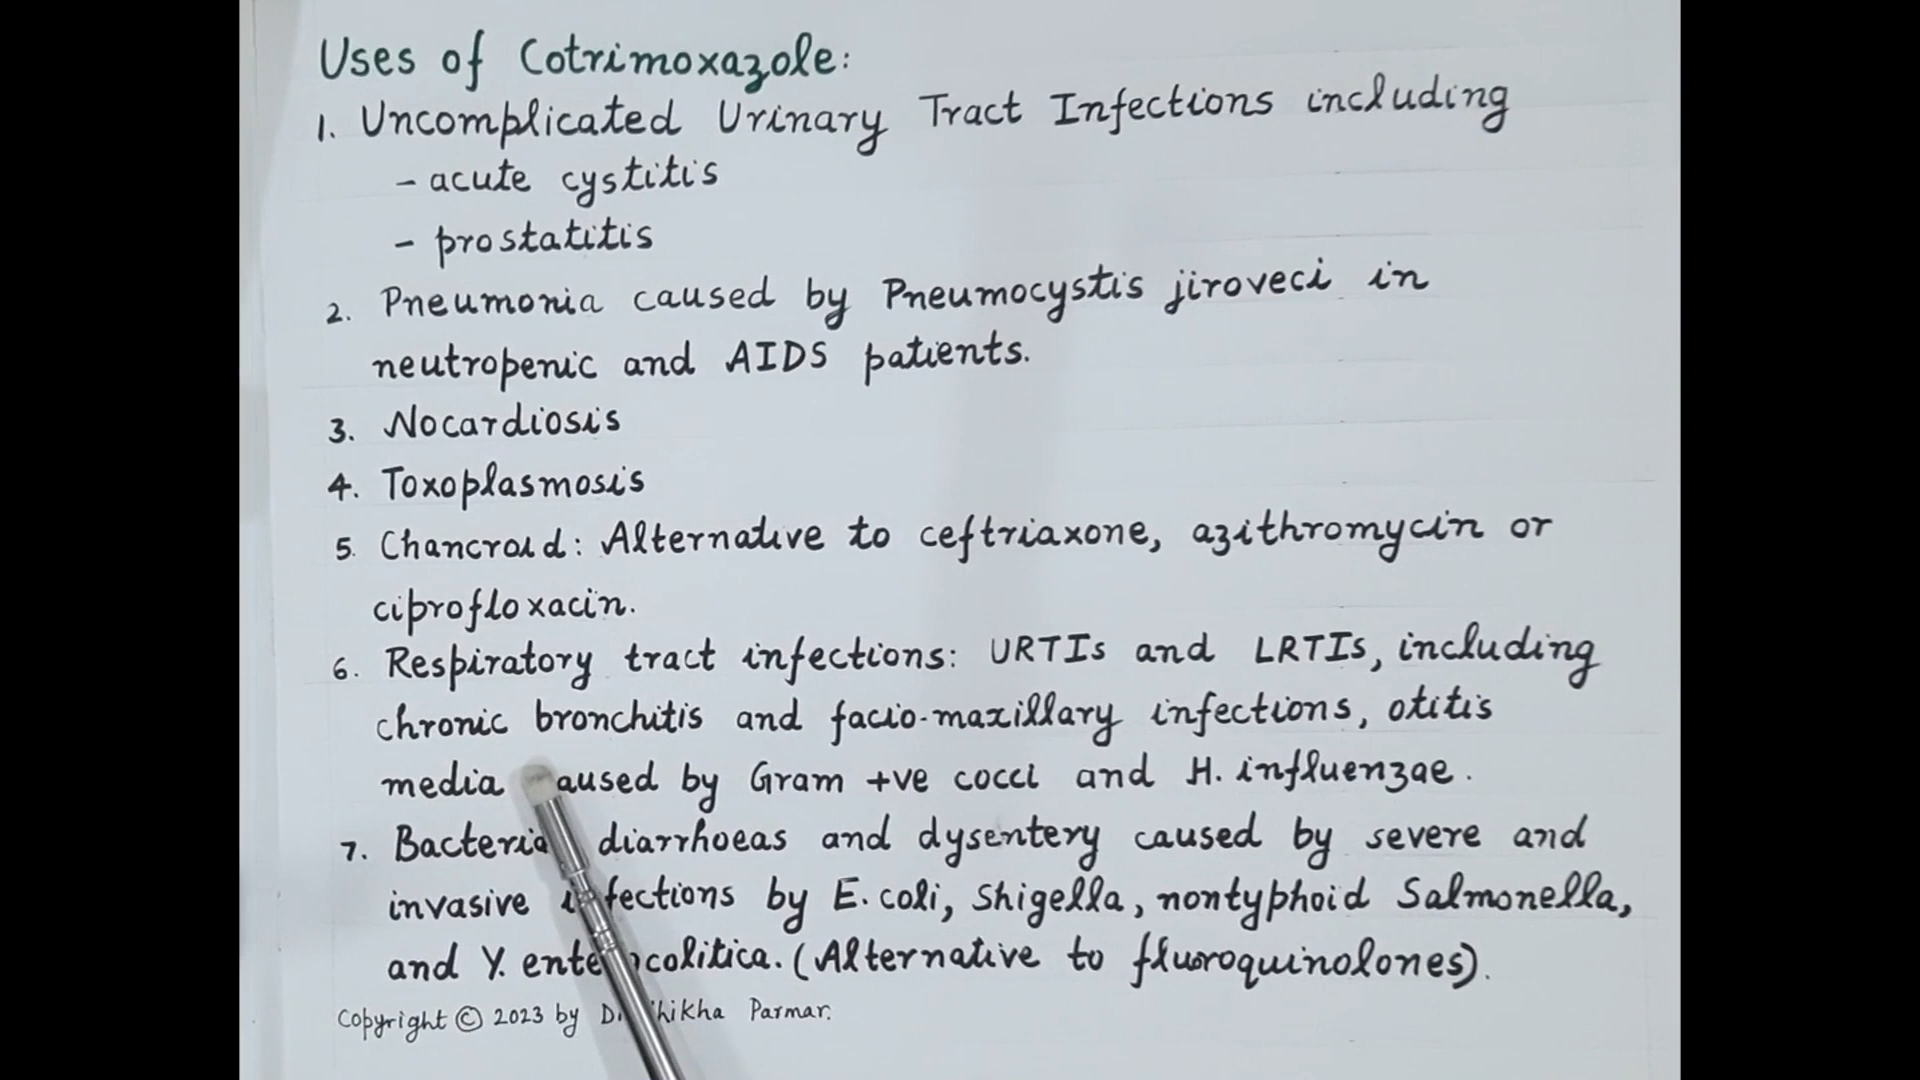 Uses of Cotrimoxazole:
1. Uncomplicated Urinary Tract Infections including
- acute cystitis
- prostatitis
2. Pneumonia caused by Pneumocystis jiroveci in
neutropenic and AIDS patients.
3. Nocardiosis
4. Toxoplasmosis
5. Chancroid: Alternative to ceftriaxone, azithromycin or
ciprofloxacin.
6. Respiratory tract infections: URTIs and LRTIs, including
chronic bronchitis and facio-maxillary infections, otitis
media caused by Gram +ve cocci and H. influenzae.
7. Bacterial diarrhoeas and dysentery caused by severe and
invasive infections by E. coli, Shigella, nontyphoid Salmonella,
and Y. enterocolitica. (Alternative to fluoroquinolones).
Copyright © 2023 by Parmar.